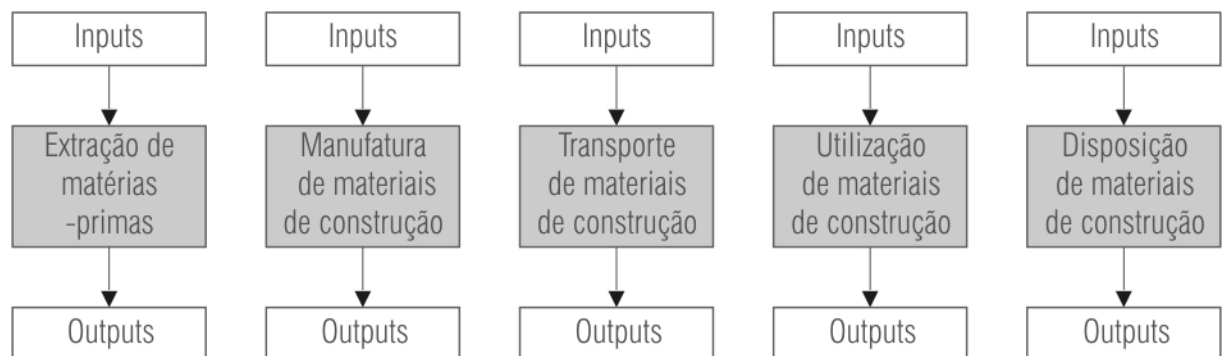 Inputs Inputs Inputs Inputs Inputs
Extração de
matérias
-primas
Manufatura
de materiais
de construção
Transporte
de materiais
de construção
Utilização
de materiais
de construção
Disposição
de materiais
de construção
Outputs Outputs Outputs Outputs Outputs